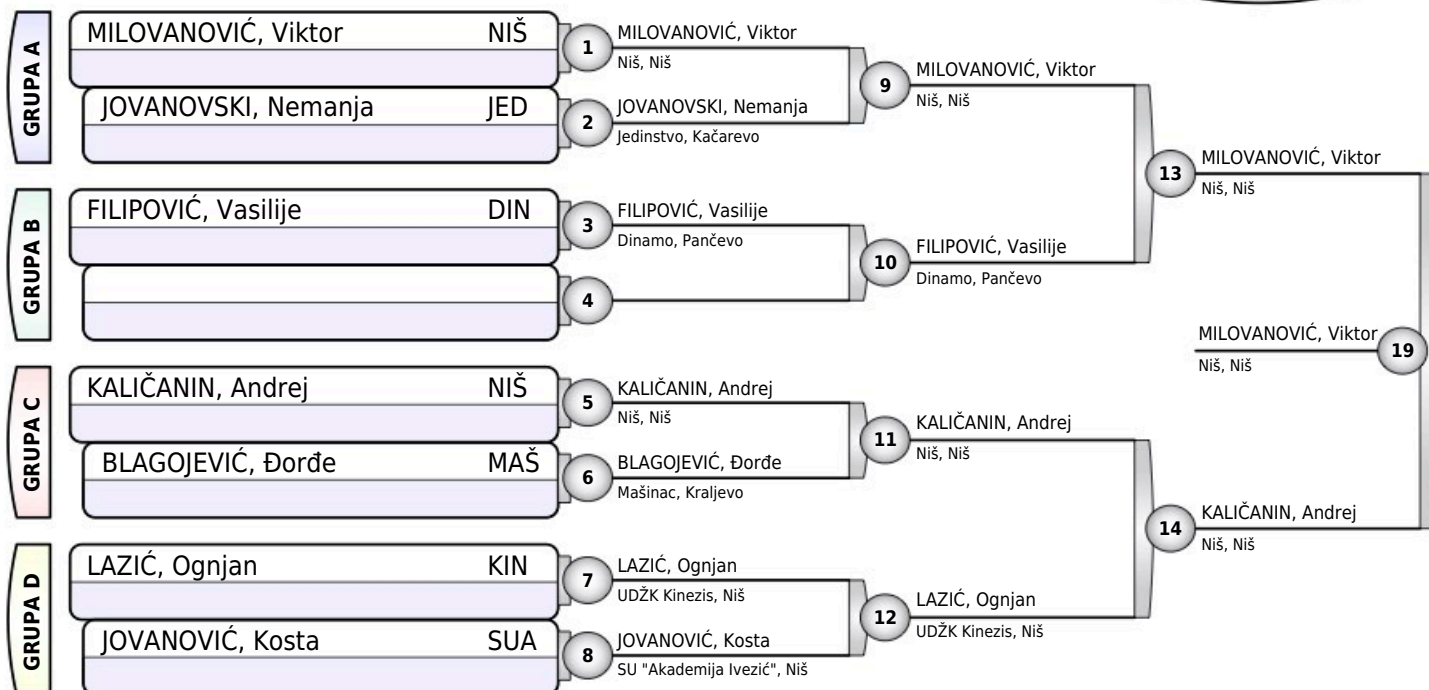 GRUPA A
MILOVANOVIĆ, Viktor NIŠ
JOVANOVSKI, Nemanja JED
GRUPA B
FILIPOVIĆ, Vasilije DIN
GRUPA C
KALIČANIN, Andrej NIŠ
BLAGOJEVIĆ, Đorđe MAŠ
GRUPA D
LAZIĆ, Ognjan KIN
JOVANOVIĆ, Kosta SUA
1
MILOVANOVIĆ, Viktor
Niš, Niš
2
JOVANOVSKI, Nemanja
Jedinstvo, Kačarevo
3
FILIPOVIĆ, Vasilije
Dinamo, Pančevo
4
5
KALIČANIN, Andrej
Niš, Niš
6
BLAGOJEVIĆ, Đorđe
Mašinac, Kraljevo
7
LAZIĆ, Ognjan
UDŽK Kinezis, Niš
8
JOVANOVIĆ, Kosta
SU "Akademija Ivezić", Niš
9
MILOVANOVIĆ, Viktor
Niš, Niš
10
FILIPOVIĆ, Vasilije
Dinamo, Pančevo
11
KALIČANIN, Andrej
Niš, Niš
12
LAZIĆ, Ognjan
UDŽK Kinezis, Niš
13
MILOVANOVIĆ, Viktor
Niš, Niš
14
KALIČANIN, Andrej
Niš, Niš
MILOVANOVIĆ, Viktor
Niš, Niš
19